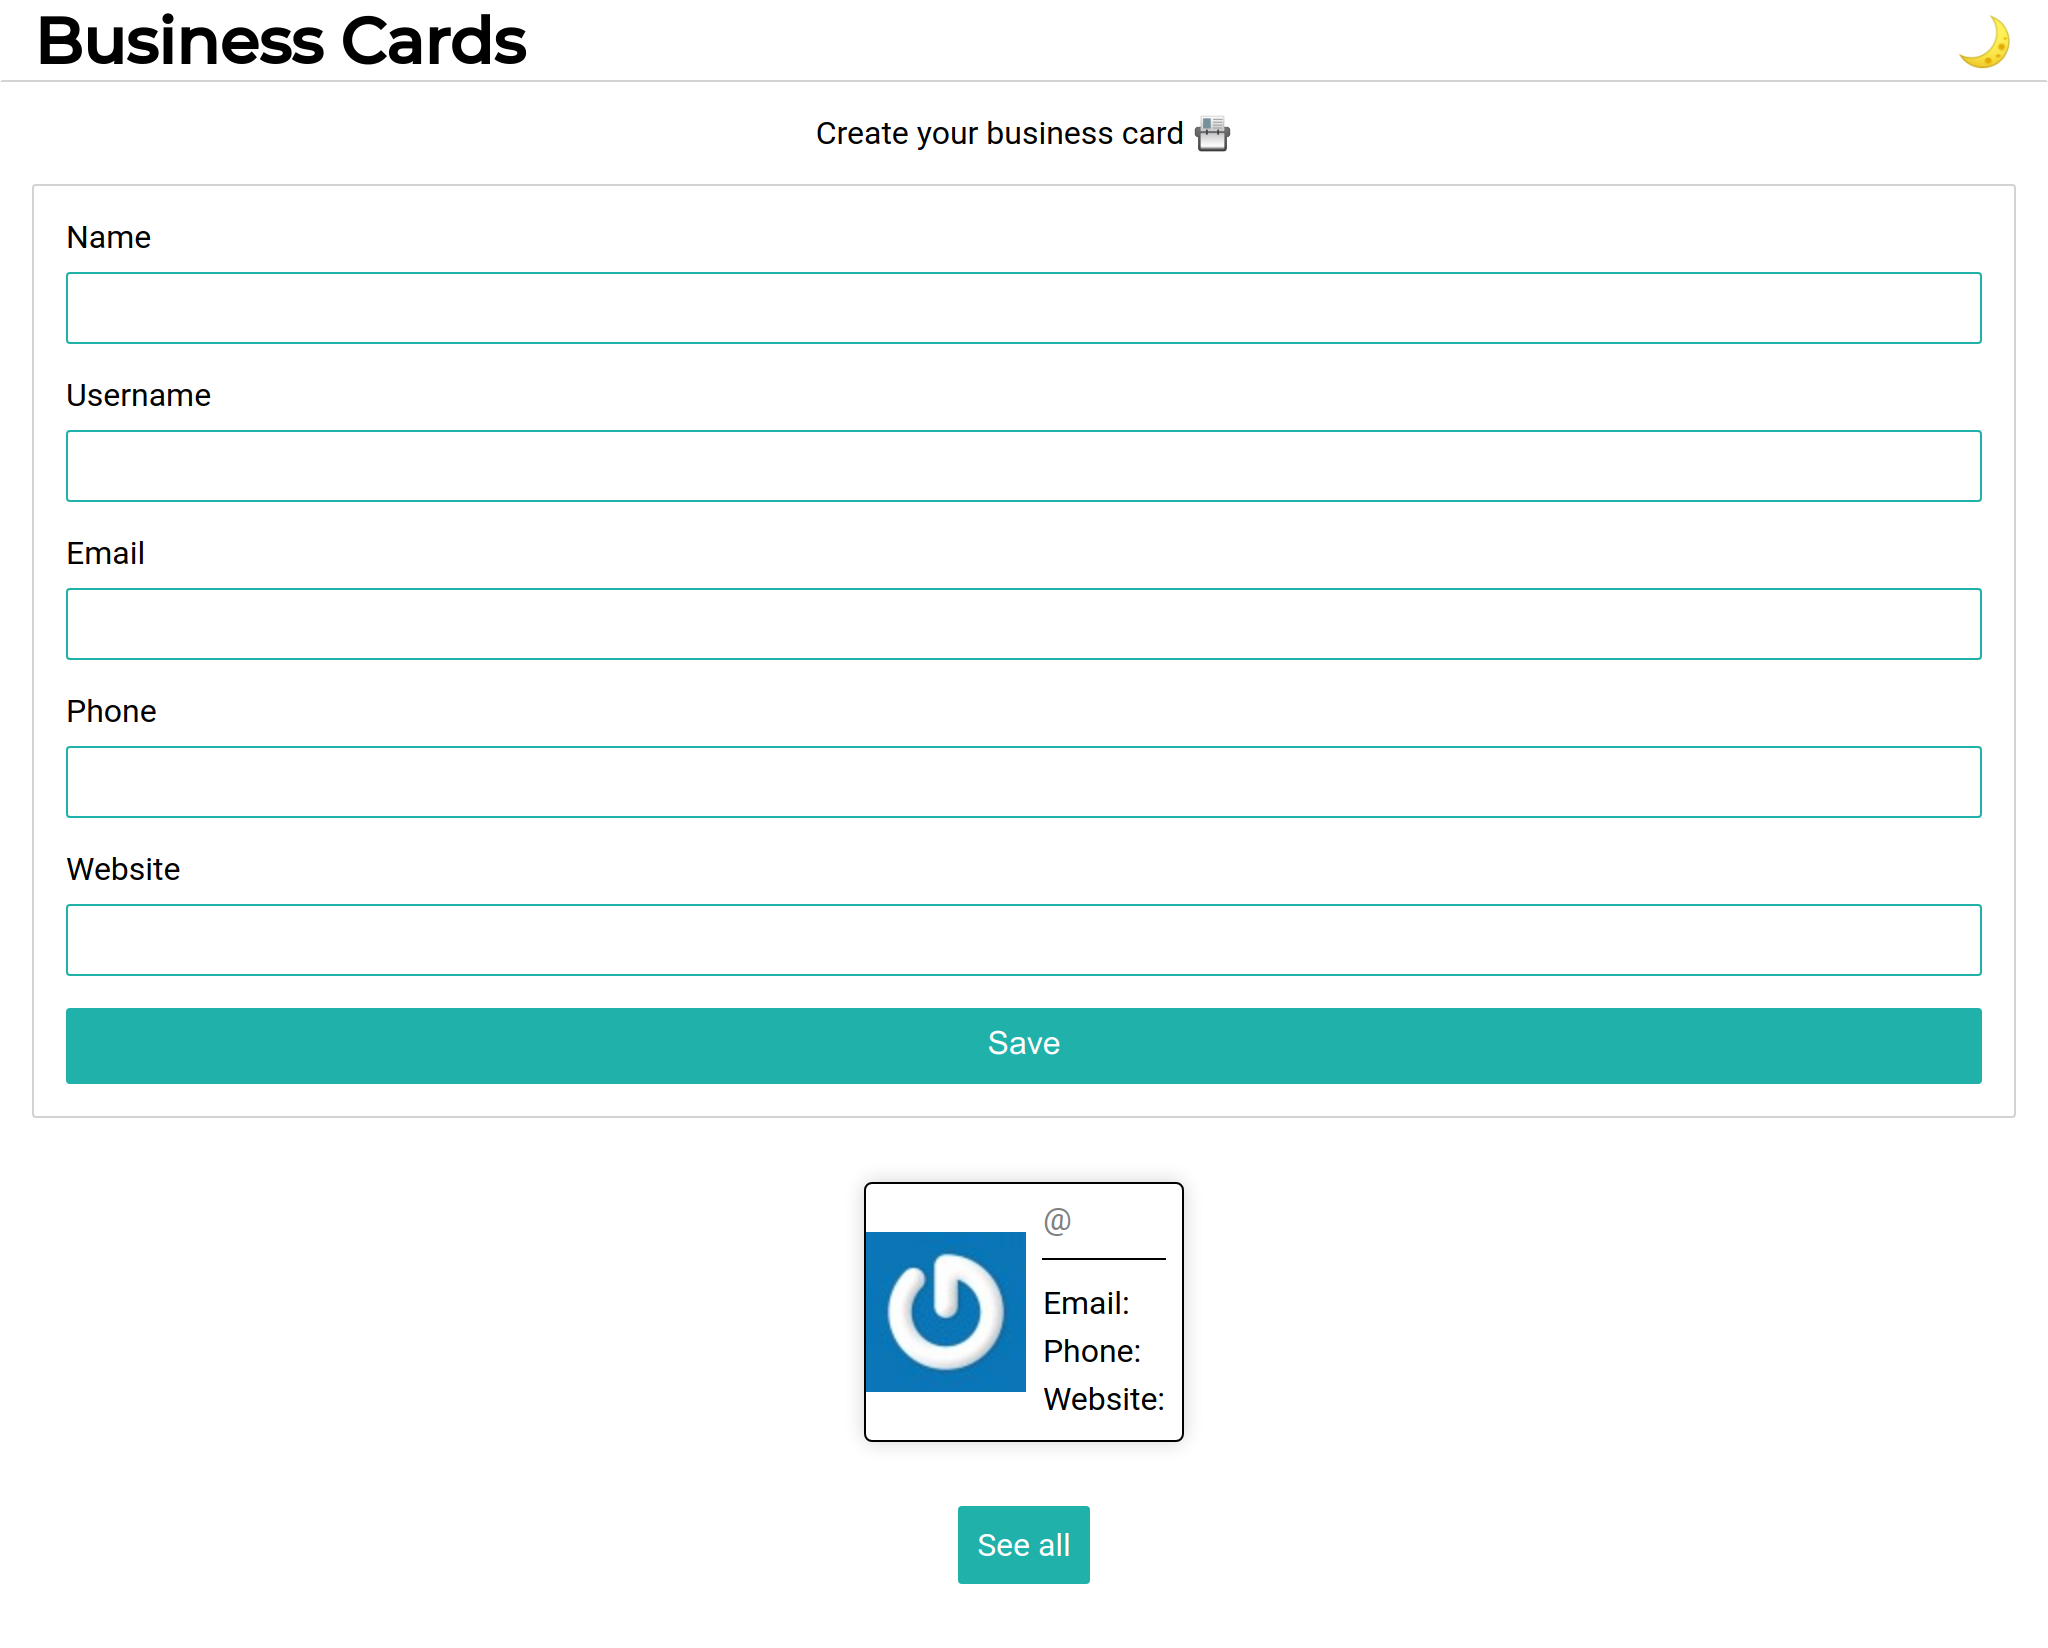 Business Cards
Create your business card
Name
Username
Email
Phone
Website
Save
@
Email:
Phone:
Website:
See all